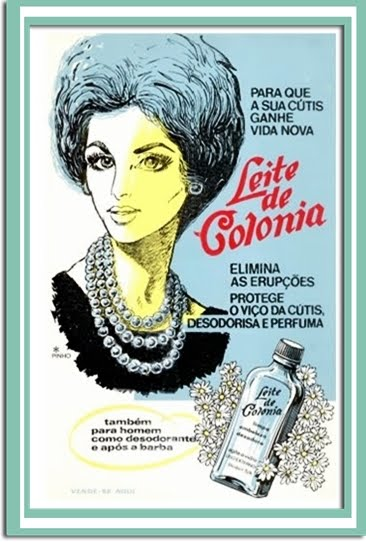 PARA QUE
A SUA CÚTIS
GANHE
VIDA NOVA
Leite
de
Colonia
ELIMINA
AS ERUPÇÕES
PROTEGE
O VIÇO DA CÚTIS,
DESODORISA E PERFUMA
*
PINHO
Leite
de
Colonia
também
para homem
como desodorante
e após a barba
VENDE-SE AQUI